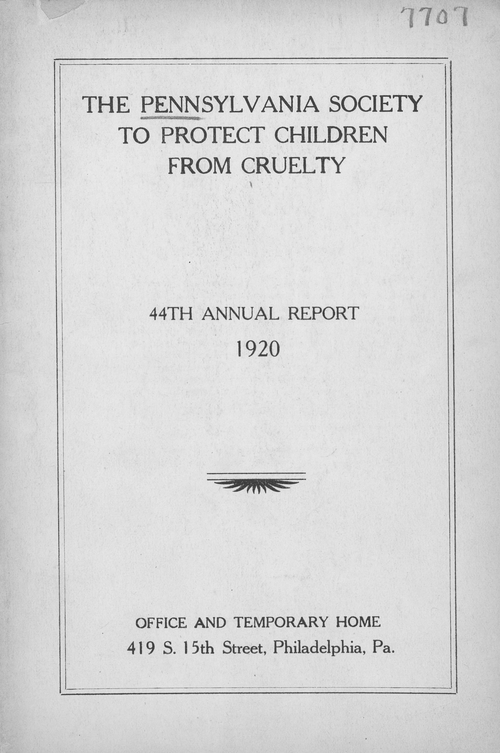 7707
THE PENNSYLVANIA SOCIETY
TO PROTECT CHILDREN
FROM CRUELTY
44TH ANNUAL REPORT
1920
OFFICE AND TEMPORARY HOME
419 S. 15th Street, Philadelphia, Pa.